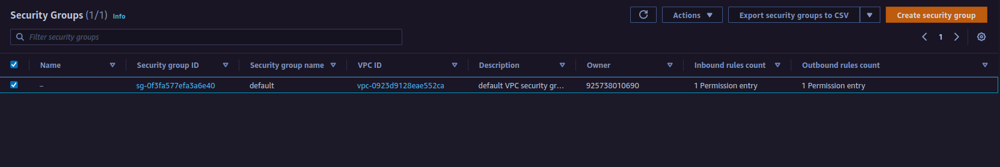 Security Groups (1/1) Info
Actions
Export security groups to CSV
Create security group
Filter security groups
1
Name Security group ID Security group name VPC ID Description Owner Inbound rules count Outbound rules count
– sg-0f3fa577efa3a6e40 default vpc-0923d9128eae552ca default VPC security gr... 925738010690 1 Permission entry 1 Permission entry